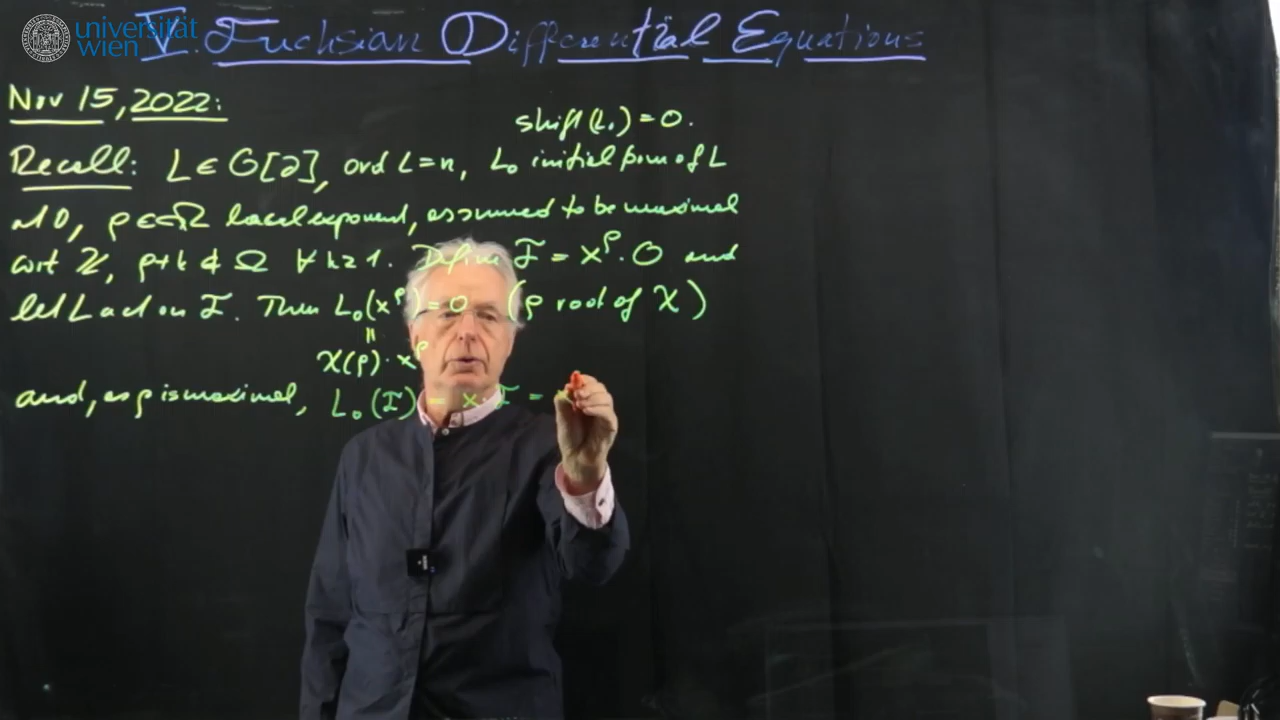 universität
wien
V. Fuchsian Differential Equations
Nov 15, 2022:
shift(L₀) = 0.
Recall: L ∈ O[∂], ord L = n, L₀ initial form of L
at 0, ρ ∈ Ω local exponent, assumed to be maximal
wrt ℤ, ρ+k ∉ Ω ∀ k ≥ 1. Define F = x^ρ · O and
let L act on F. Then L₀(x^ρ) = 0 (ρ root of χ)
=
χ(ρ) · x^ρ
and, as ρ is maximal, L₀(F) = x · F =